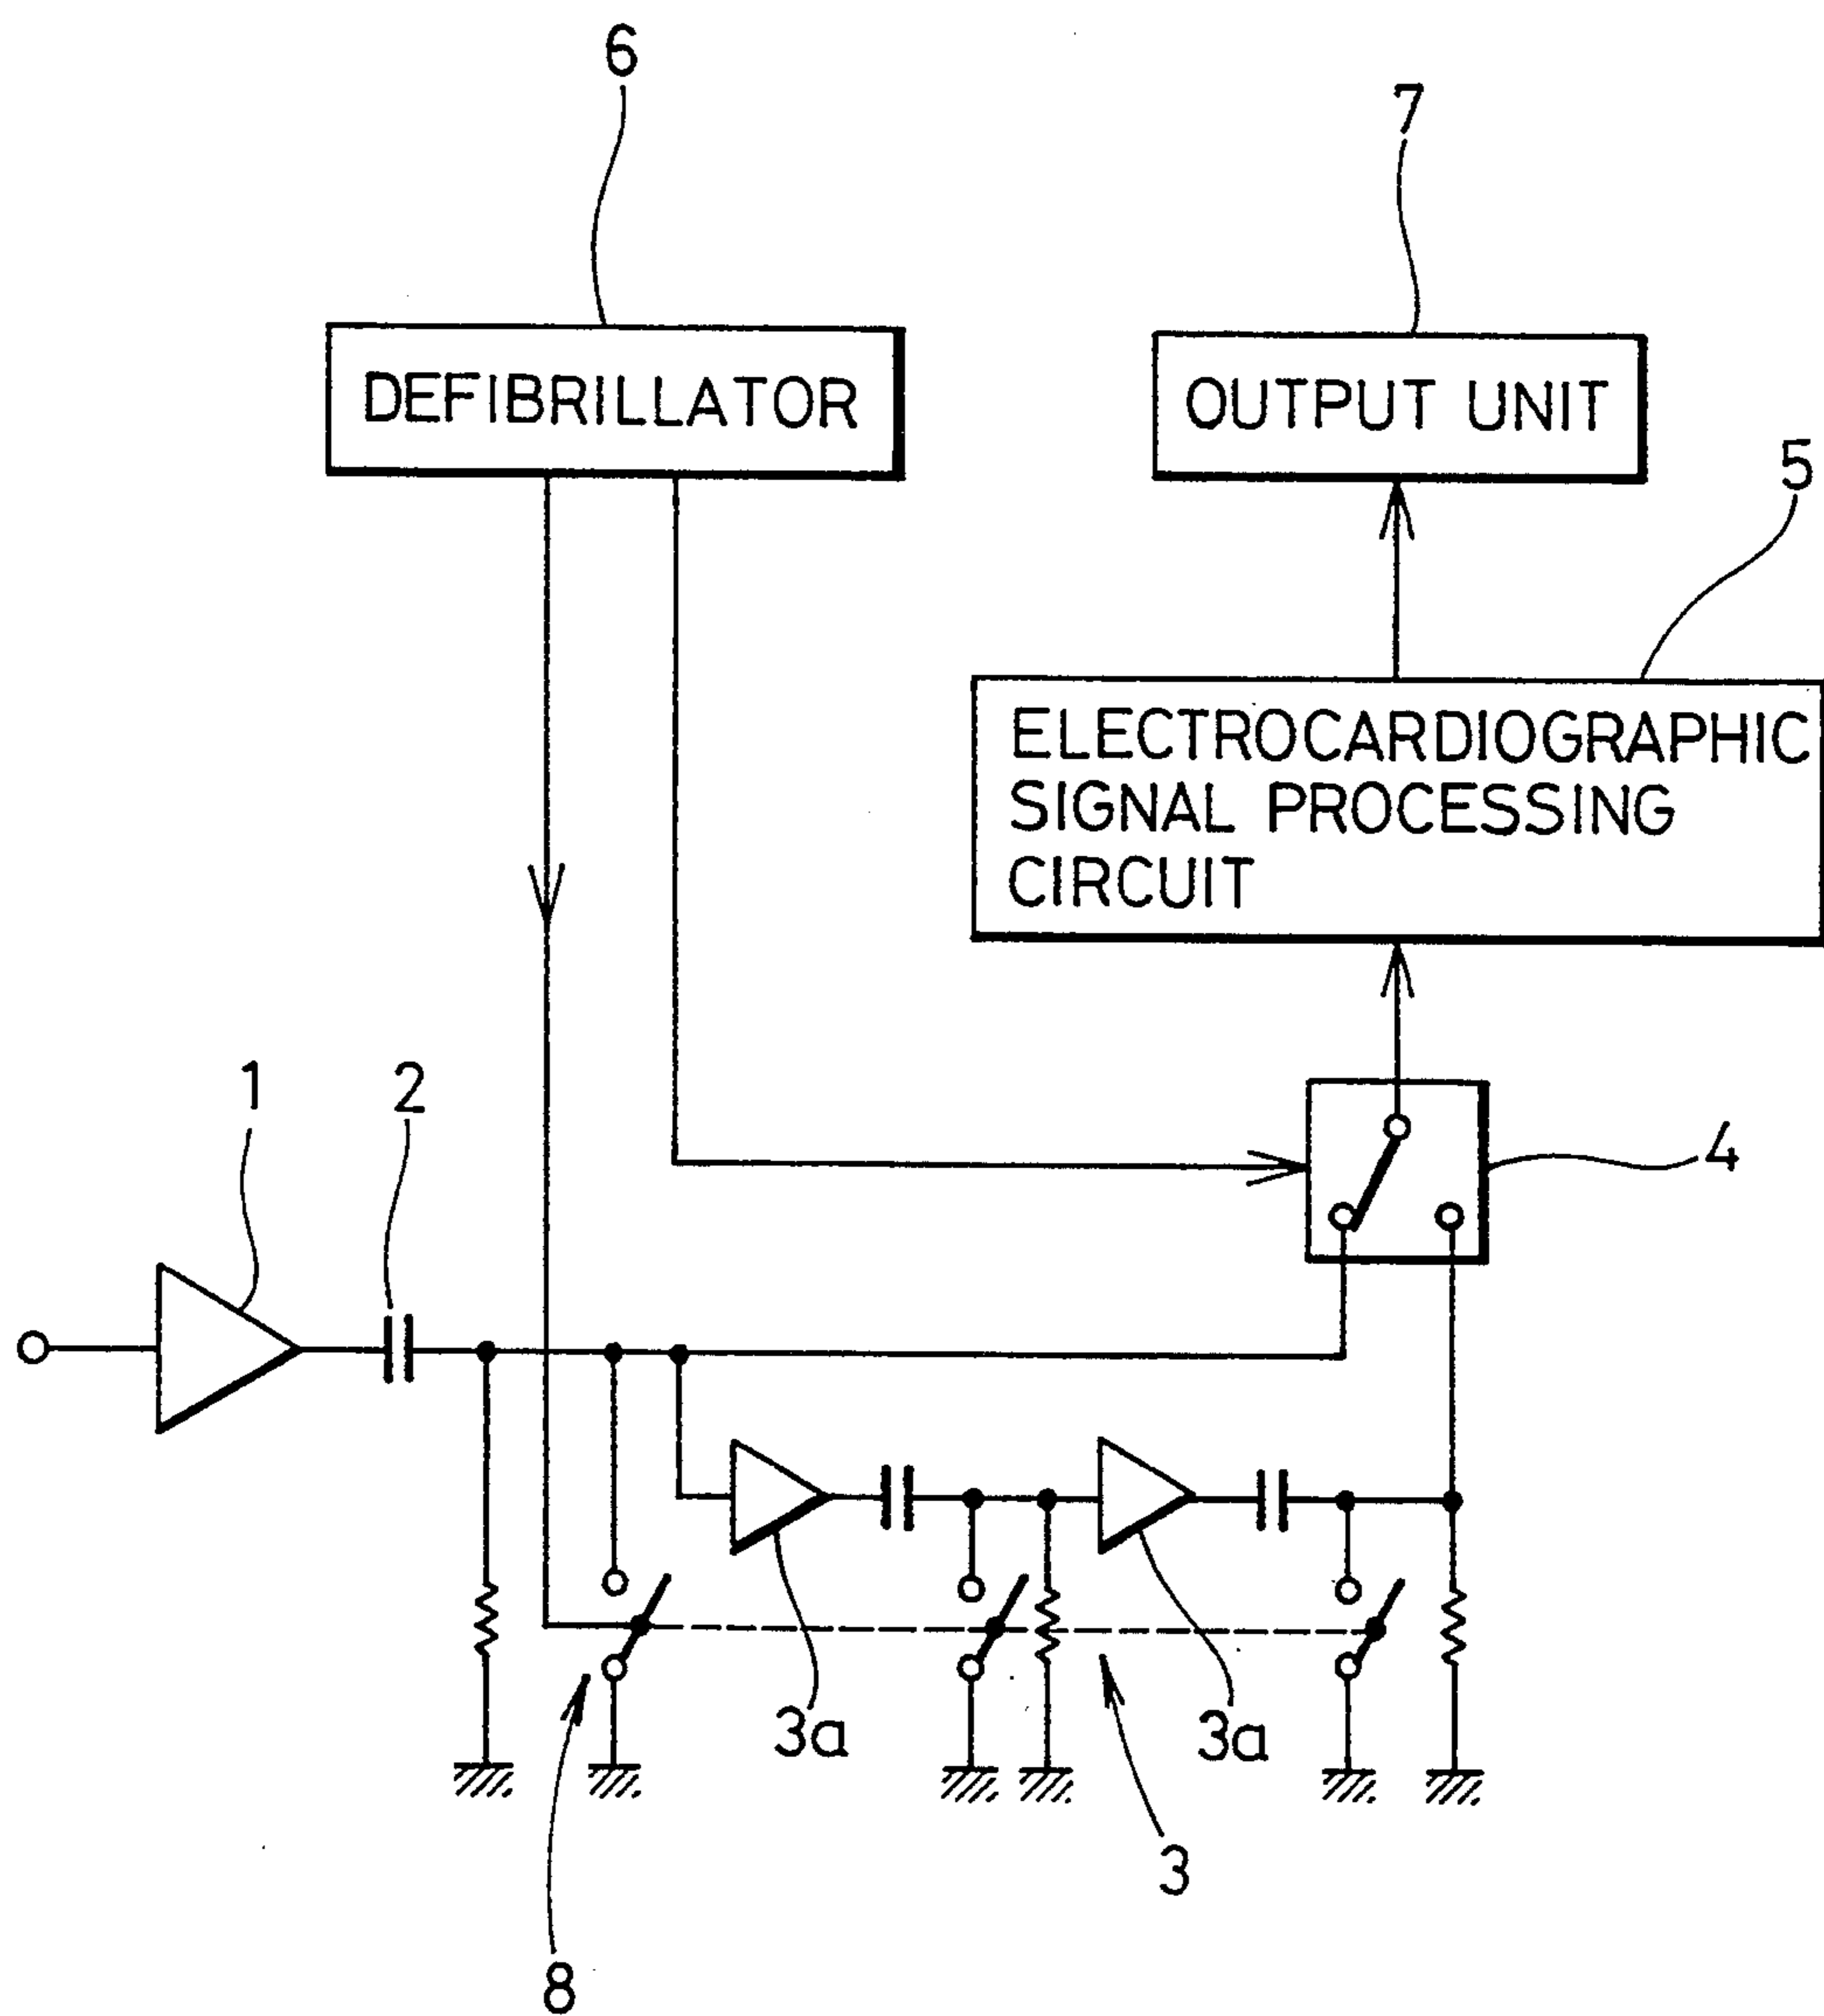 6
7
DEFIBRILLATOR
OUTPUT UNIT
5
ELECTROCARDIOGRAPHIC
SIGNAL PROCESSING
CIRCUIT
1
2
4
3a
3a
3
8